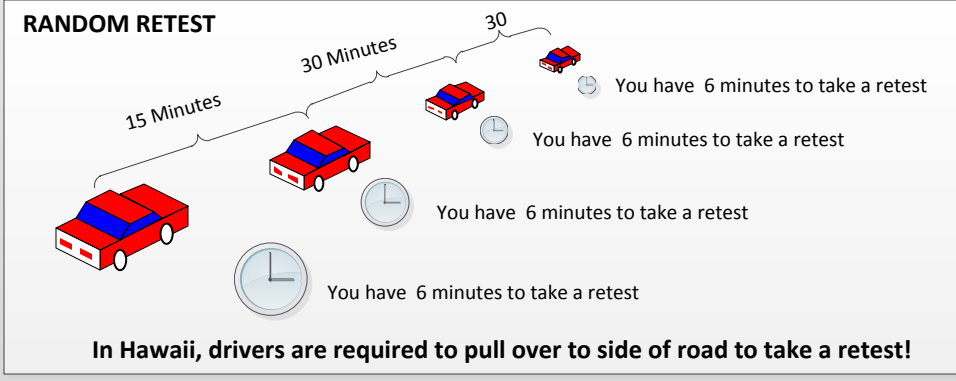 RANDOM RETEST
30
30 Minutes
15 Minutes
You have 6 minutes to take a retest
You have 6 minutes to take a retest
You have 6 minutes to take a retest
You have 6 minutes to take a retest
In Hawaii, drivers are required to pull over to side of road to take a retest!